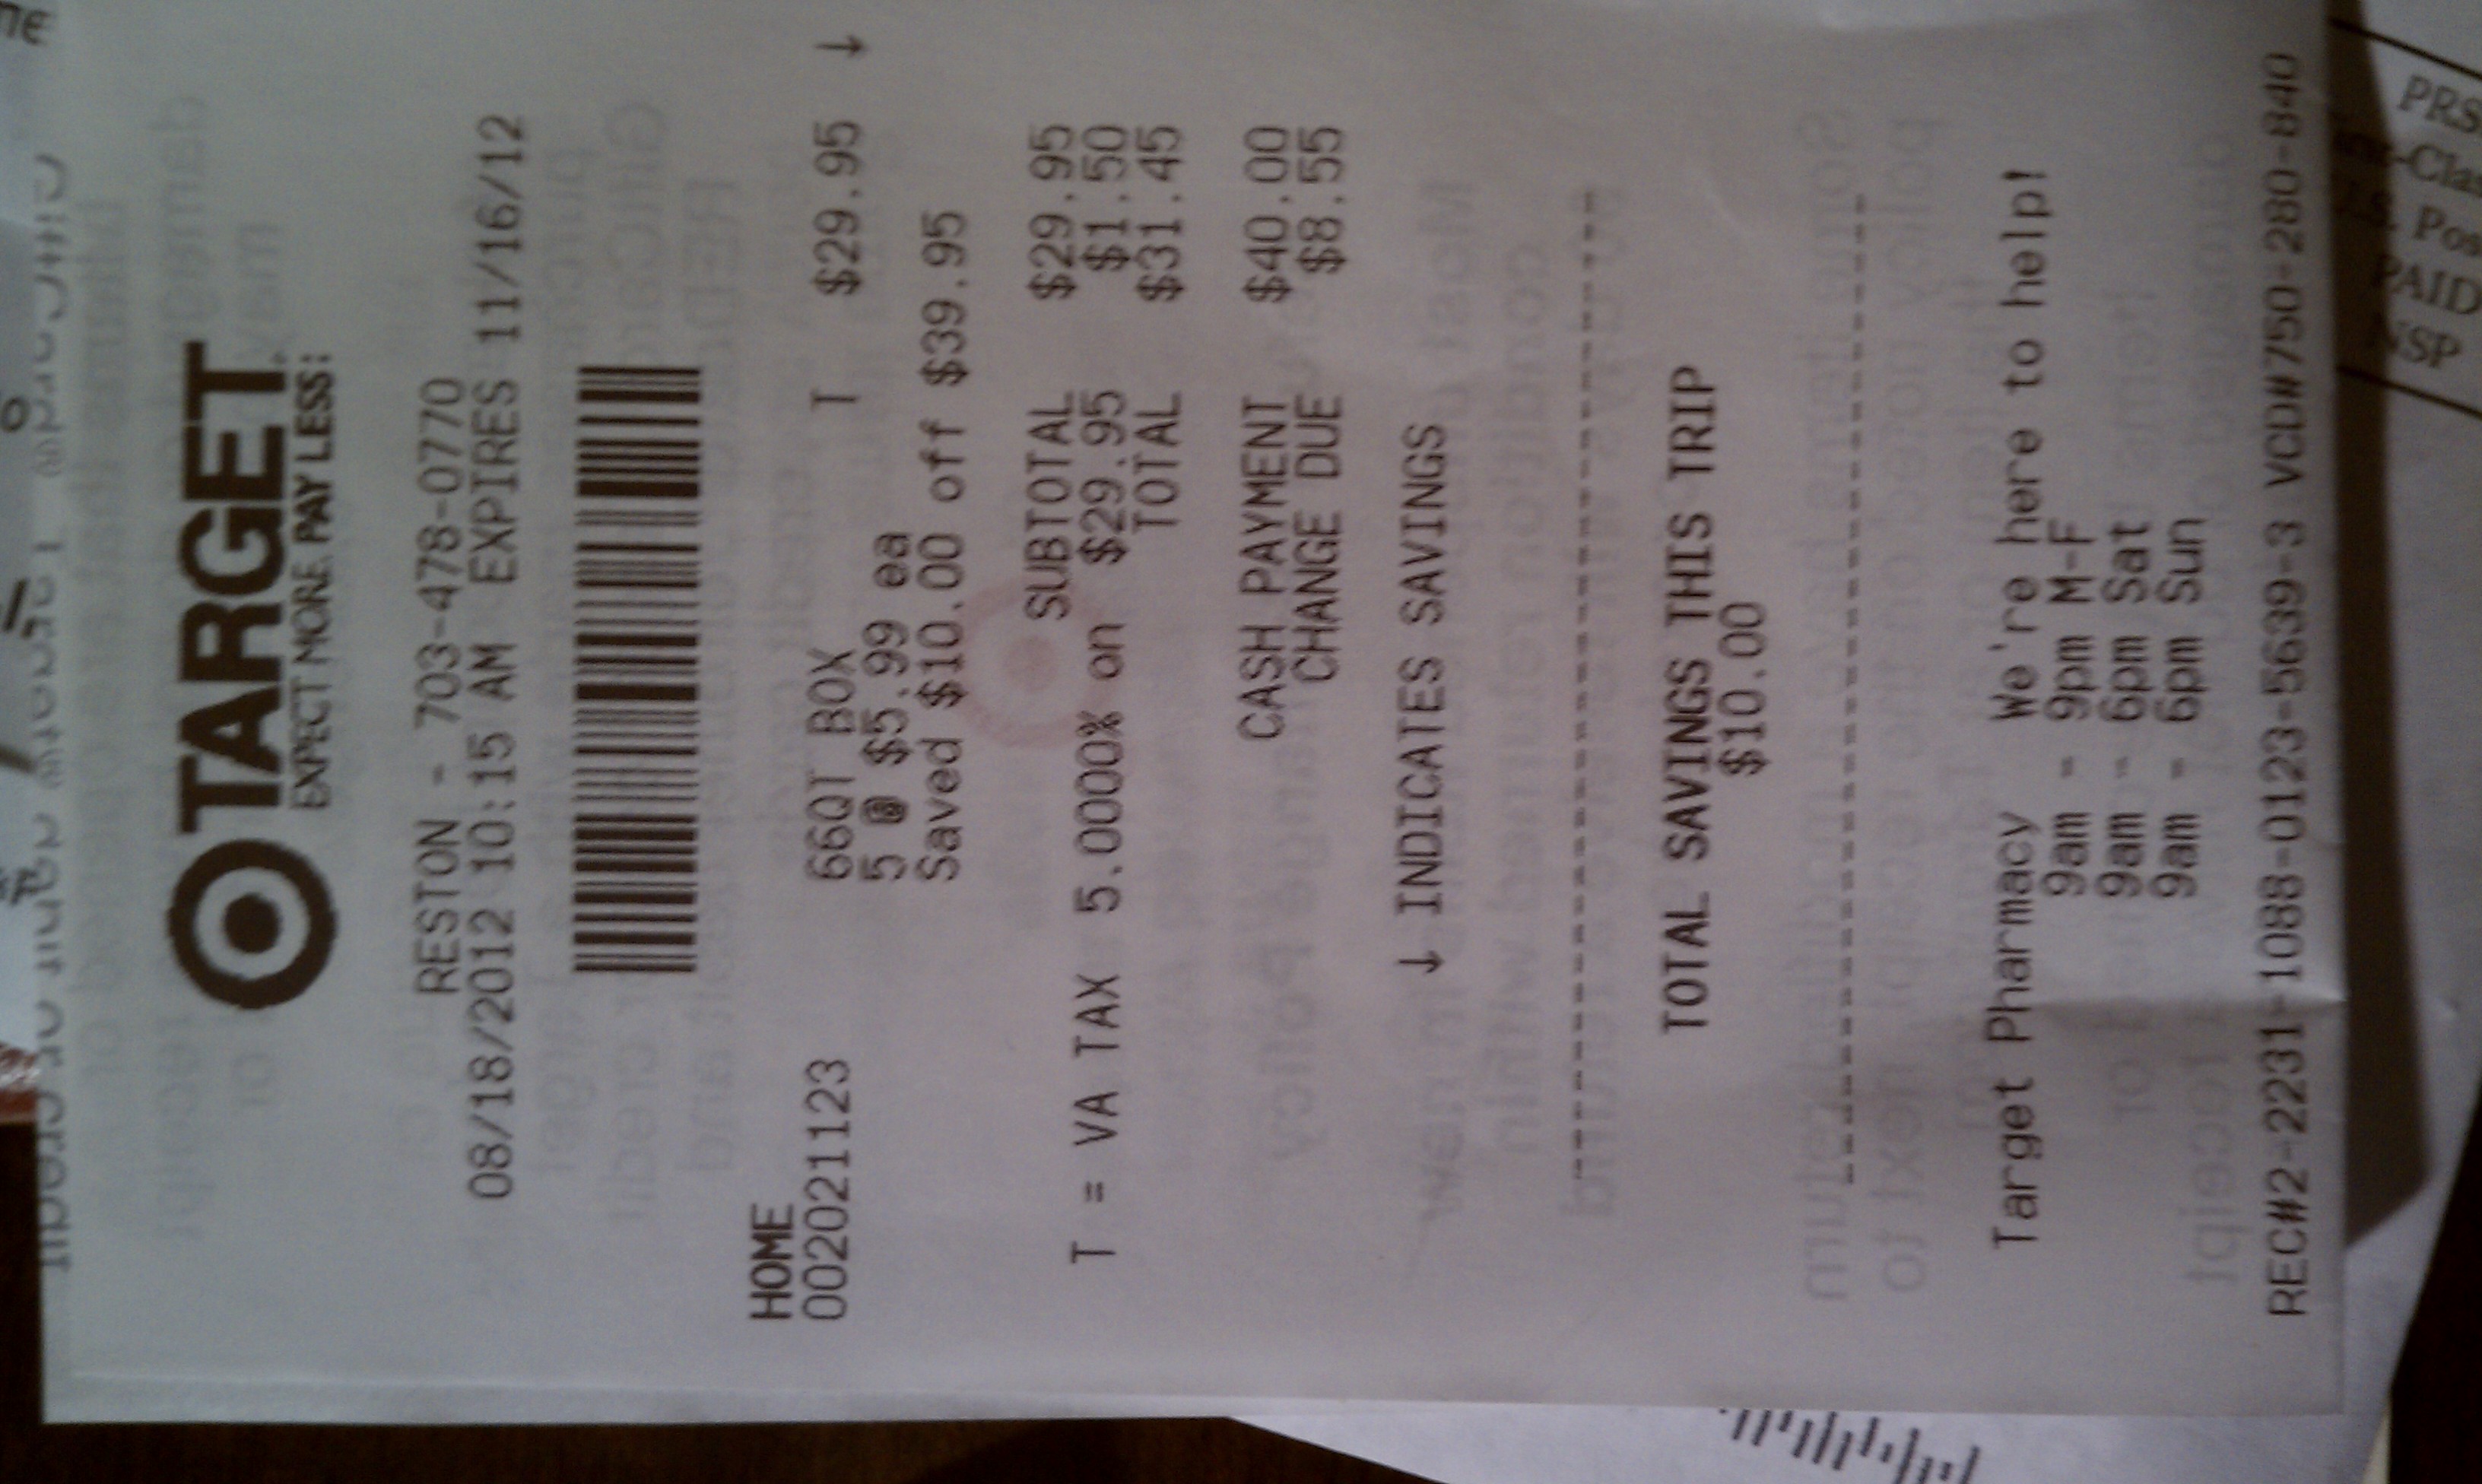 TARGET
EXPECT MORE. PAY LESS.
RESTON - 703-478-0770
08/18/2012 10:15 AM EXPIRES 11/16/12
HOME
002021123 66QT BOX T $29.95 ↓
5 @ $5.99 ea
Saved $10.00 off $39.95
SUBTOTAL $29.95
T = VA TAX 5.0000% on $29.95 $1.50
TOTAL $31.45
CASH PAYMENT $40.00
CHANGE DUE $8.55
↓ INDICATES SAVINGS
TOTAL SAVINGS THIS TRIP
$10.00
Target Pharmacy We're here to help!
9am - 9pm M-F
9am - 6pm Sat
9am - 6pm Sun
REC#2-2231-1088-0123-5639-3 VCD#750-280-840
PAID